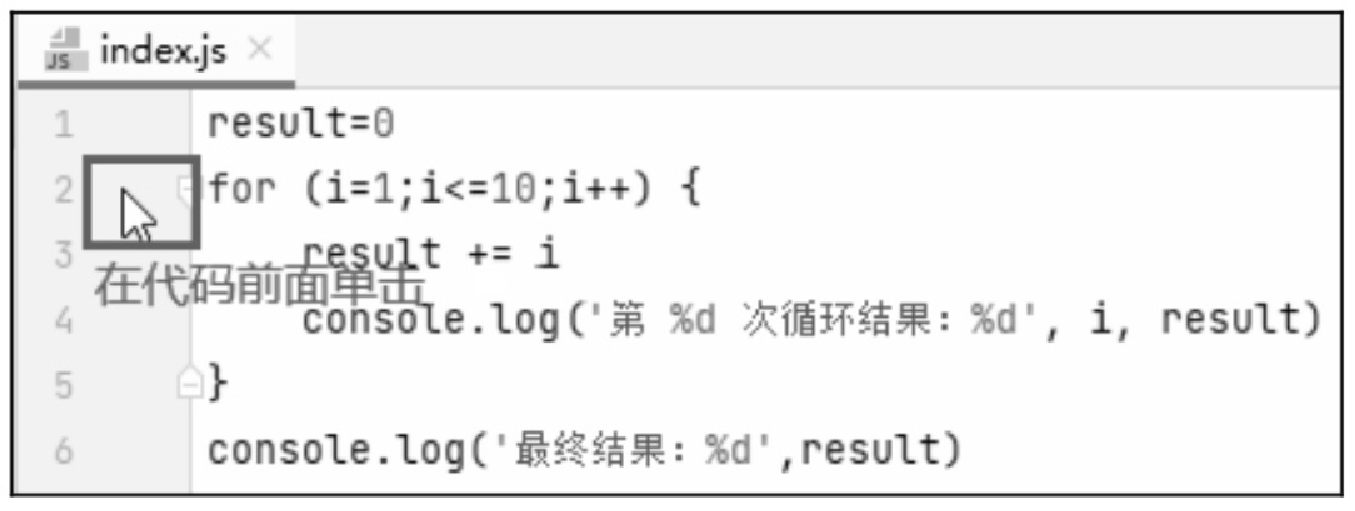 JS index.js ×
1 result=0
2 for (i=1;i<=10;i++) {
3 result += i
在代码前面单击
4 console.log('第 %d 次循环结果：%d', i, result)
5 }
6 console.log('最终结果：%d',result)